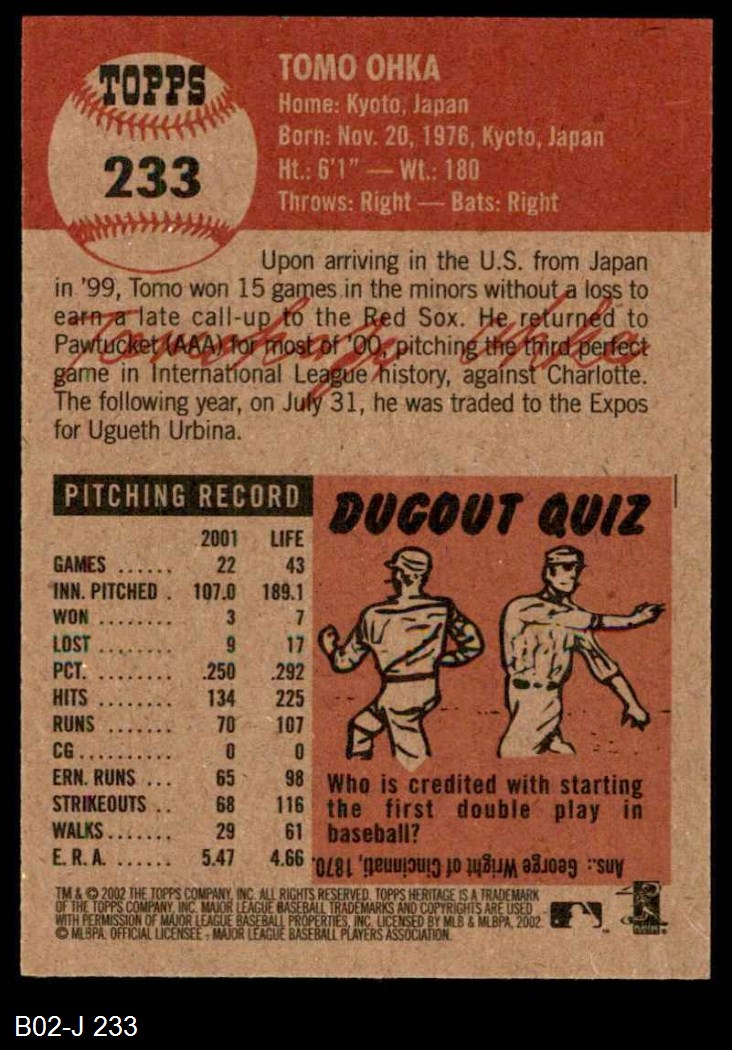 TOPPS
233
TOMO OHKA
Home: Kyoto, Japan
Born: Nov. 20, 1976, Kyoto, Japan
Ht.: 6'1" — Wt.: 180
Throws: Right — Bats: Right
Upon arriving in the U.S. from Japan
in '99, Tomo won 15 games in the minors without a loss to
earn a late call-up to the Red Sox. He returned to
Pawtucket (AAA) for most of '00, pitching the third perfect
game in International League history, against Charlotte.
The following year, on July 31, he was traded to the Expos
for Ugueth Urbina.
PITCHING RECORD
2001 LIFE
GAMES ...... 22 43
INN. PITCHED . 107.0 189.1
WON ........ 3 7
LOST ........ 9 17
PCT. ........ .250 .292
HITS ........ 134 225
RUNS ....... 70 107
CG.......... 0 0
ERN. RUNS ... 65 98
STRIKEOUTS .. 68 116
WALKS....... 29 61
E. R. A. ...... 5.47 4.66
DUGOUT QUIZ
Who is credited with starting
the first double play in
baseball?
Ans.: George Wright of Cincinnati, 1870.
TM & © 2002 THE TOPPS COMPANY, INC. ALL RIGHTS RESERVED. TOPPS HERITAGE IS A TRADEMARK
OF THE TOPPS COMPANY, INC. MAJOR LEAGUE BASEBALL TRADEMARKS AND COPYRIGHTS ARE USED
WITH PERMISSION OF MAJOR LEAGUE BASEBALL PROPERTIES, INC. LICENSED BY MLB & MLBPA, 2002
© MLBPA. OFFICIAL LICENSEE - MAJOR LEAGUE BASEBALL PLAYERS ASSOCIATION.
B02-J 233